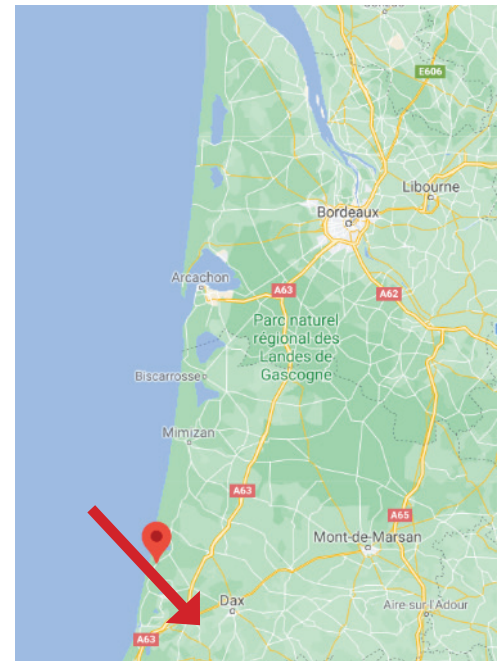 E606
Libourne
Bordeaux
Arcachon
A63
A62
Parc naturel
régional des
Landes de
Gascogne
Biscarrosse
Mimizan
A63
A65
Mont-de-Marsan
Dax
Aire-sur-l'Adour
A63